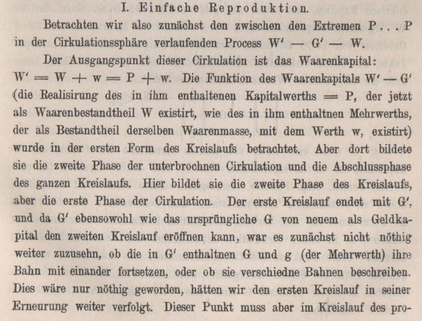 I. Einfache Reproduktion.
Betrachten wir also zunächst den zwischen den Extremen P . . . P
in der Cirkulationssphäre verlaufenden Process W′ — G′ — W.
Der Ausgangspunkt dieser Cirkulation ist das Waarenkapital:
W′ = W + w = P + w. Die Funktion des Waarenkapitals W′ — G′
(die Realisirung des in ihm enthaltenen Kapitalwerths = P, der jetzt
als Waarenbestandtheil W existirt, wie des in ihm enthaltnen Mehrwerths,
der als Bestandtheil derselben Waarenmasse, mit dem Werth w, existirt)
wurde in der ersten Form des Kreislaufs betrachtet. Aber dort bildete
sie die zweite Phase der unterbrochnen Cirkulation und die Abschlussphase
des ganzen Kreislaufs. Hier bildet sie die zweite Phase des Kreislaufs,
aber die erste Phase der Cirkulation. Der erste Kreislauf endet mit G′,
und da G′ ebensowohl wie das ursprüngliche G von neuem als Geldka-
pital den zweiten Kreislauf eröffnen kann, war es zunächst nicht nöthig
weiter zuzusehn, ob die in G′ enthaltnen G und g (der Mehrwerth) ihre
Bahn mit einander fortsetzen, oder ob sie verschiedne Bahnen beschreiben.
Dies wäre nur nöthig geworden, hätten wir den ersten Kreislauf in seiner
Erneurung weiter verfolgt. Dieser Punkt muss aber im Kreislauf des pro-